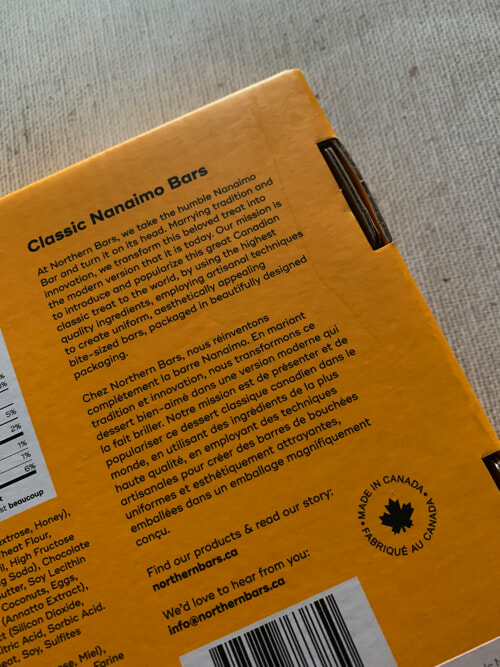 Classic Nanaimo Bars
At Northern Bars, we take the humble Nanaimo
Bar and turn it on its head. Marrying tradition and
innovation, we transform this beloved treat into
the modern version that it is today. Our mission is
to introduce and popularize this great Canadian
classic treat to the world, by using the highest
quality ingredients, employing artisanal techniques
to create uniform, aesthetically appealing
bite-sized bars, packaged in beautifully designed
packaging.
Chez Northern Bars, nous réinventons
complètement la barre Nanaimo. En mariant
tradition et innovation, nous transformons ce
dessert bien-aimé dans une version moderne qui
la fait briller. Notre mission est de présenter et de
populariser ce dessert classique canadien dans le
monde, en utilisant des ingrédients de la plus
haute qualité, en employant des techniques
artisanales pour créer des barres de bouchées
uniformes et esthétiquement attrayantes,
emballées dans un emballage magnifiquement
conçu.
Find our products & read our story:
northernbars.ca
We'd love to hear from you:
info@northernbars.ca
MADE IN CANADA
FABRIQUÉ AU CANADA
5%
2%
1%
1%
6%
beaucoup
Honey),
Flour,
High Fructose
Soda), Chocolate
Soy Lecithin
Coconuts, Eggs,
(Annatto Extract),
(Silicon Dioxide,
Citric Acid, Sorbic Acid.
Soy, Sulfites
Miel),
Farine